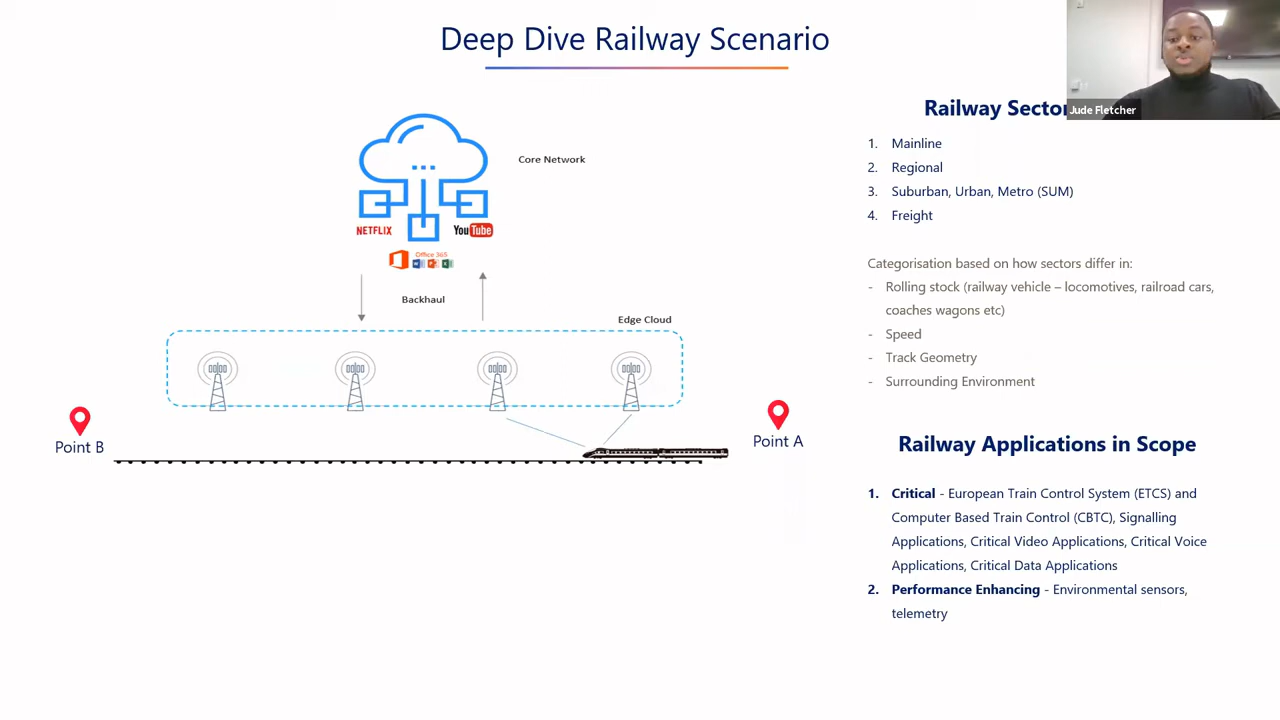 Deep Dive Railway Scenario
Jude Fletcher
Core Network
NETFLIX
YouTube
Office 365
Backhaul
Edge Cloud
Point B
Point A
Railway Secto
1. Mainline
2. Regional
3. Suburban, Urban, Metro (SUM)
4. Freight
Categorisation based on how sectors differ in:
- Rolling stock (railway vehicle – locomotives, railroad cars,
coaches wagons etc)
- Speed
- Track Geometry
- Surrounding Environment
Railway Applications in Scope
1. Critical - European Train Control System (ETCS) and
Computer Based Train Control (CBTC), Signalling
Applications, Critical Video Applications, Critical Voice
Applications, Critical Data Applications
2. Performance Enhancing - Environmental sensors,
telemetry